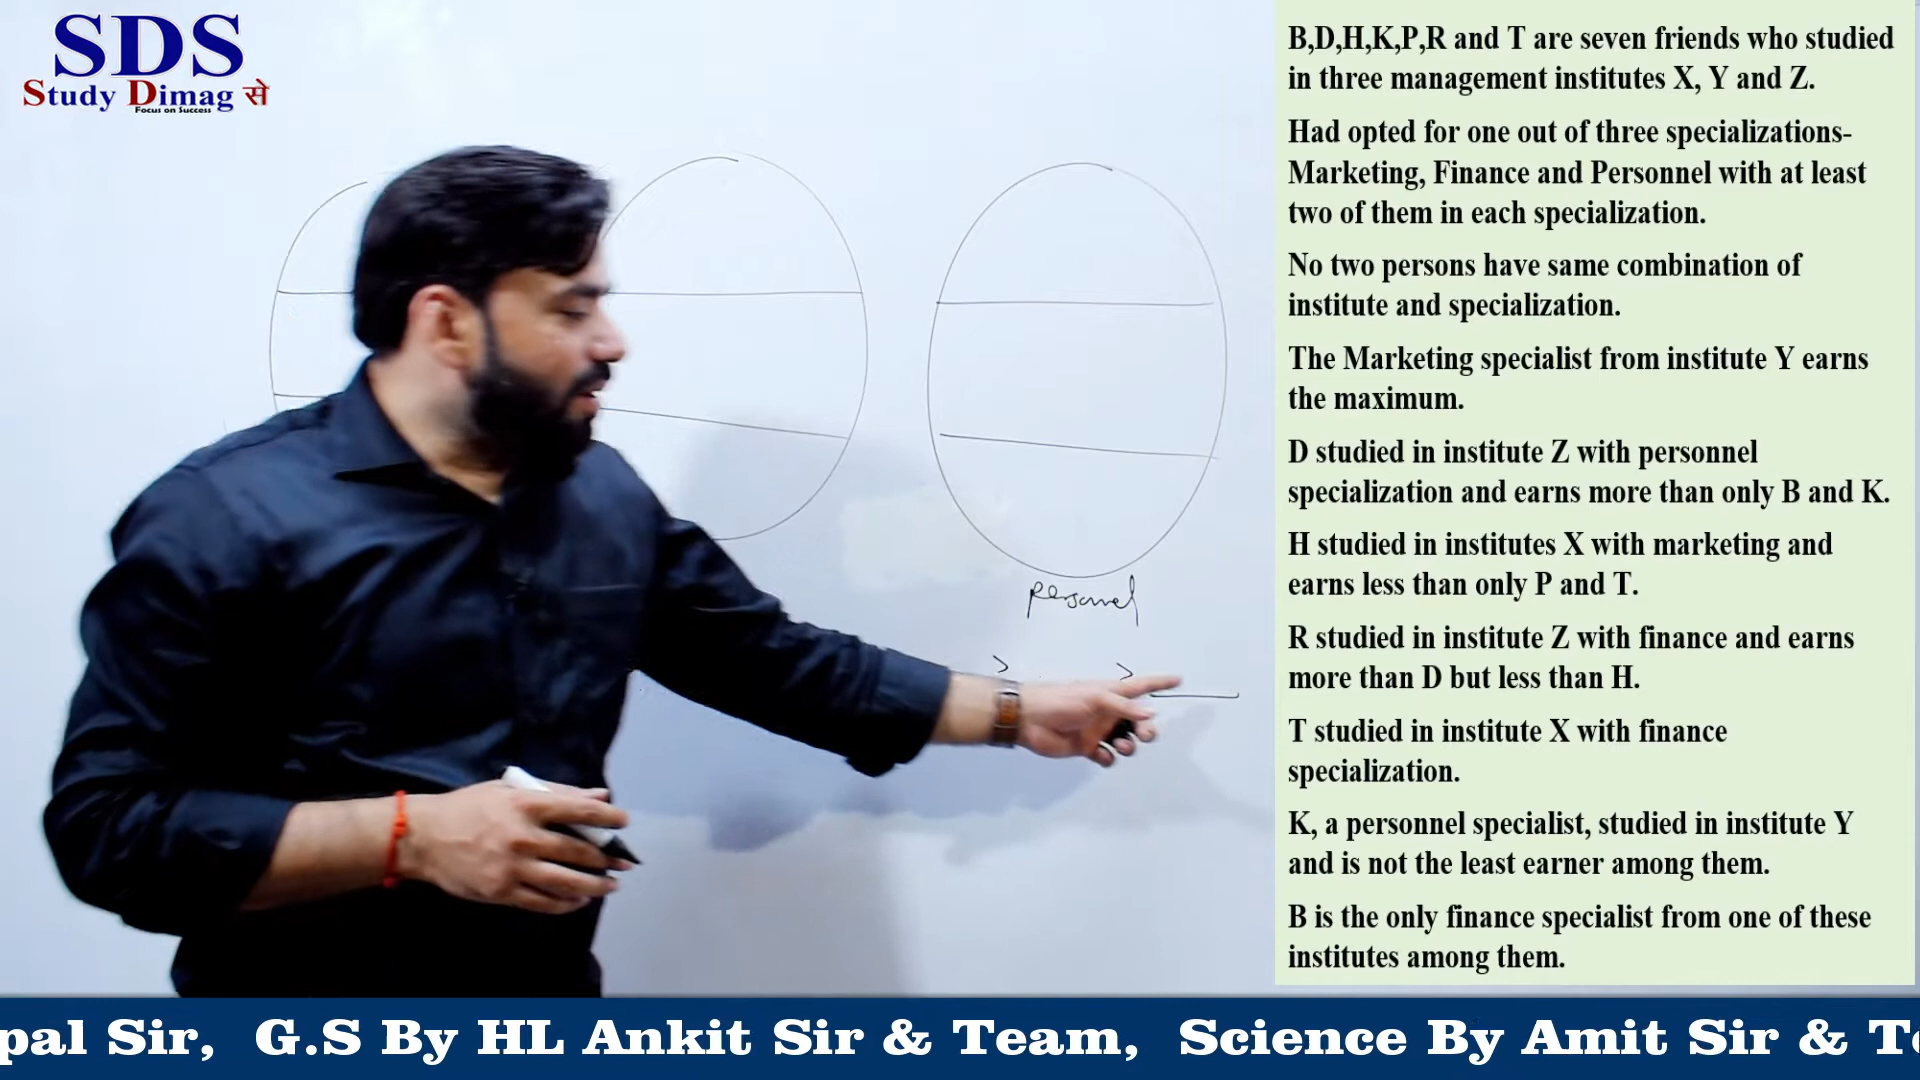 SDS
Study Dimag से
Focus on Success
B,D,H,K,P,R and T are seven friends who studied
in three management institutes X, Y and Z.
Had opted for one out of three specializations-
Marketing, Finance and Personnel with at least
two of them in each specialization.
No two persons have same combination of
institute and specialization.
The Marketing specialist from institute Y earns
the maximum.
D studied in institute Z with personnel
specialization and earns more than only B and K.
H studied in institutes X with marketing and
earns less than only P and T.
R studied in institute Z with finance and earns
more than D but less than H.
T studied in institute X with finance
specialization.
K, a personnel specialist, studied in institute Y
and is not the least earner among them.
B is the only finance specialist from one of these
institutes among them.
personnel
> >
pal Sir, G.S By HL Ankit Sir & Team, Science By Amit Sir & Te